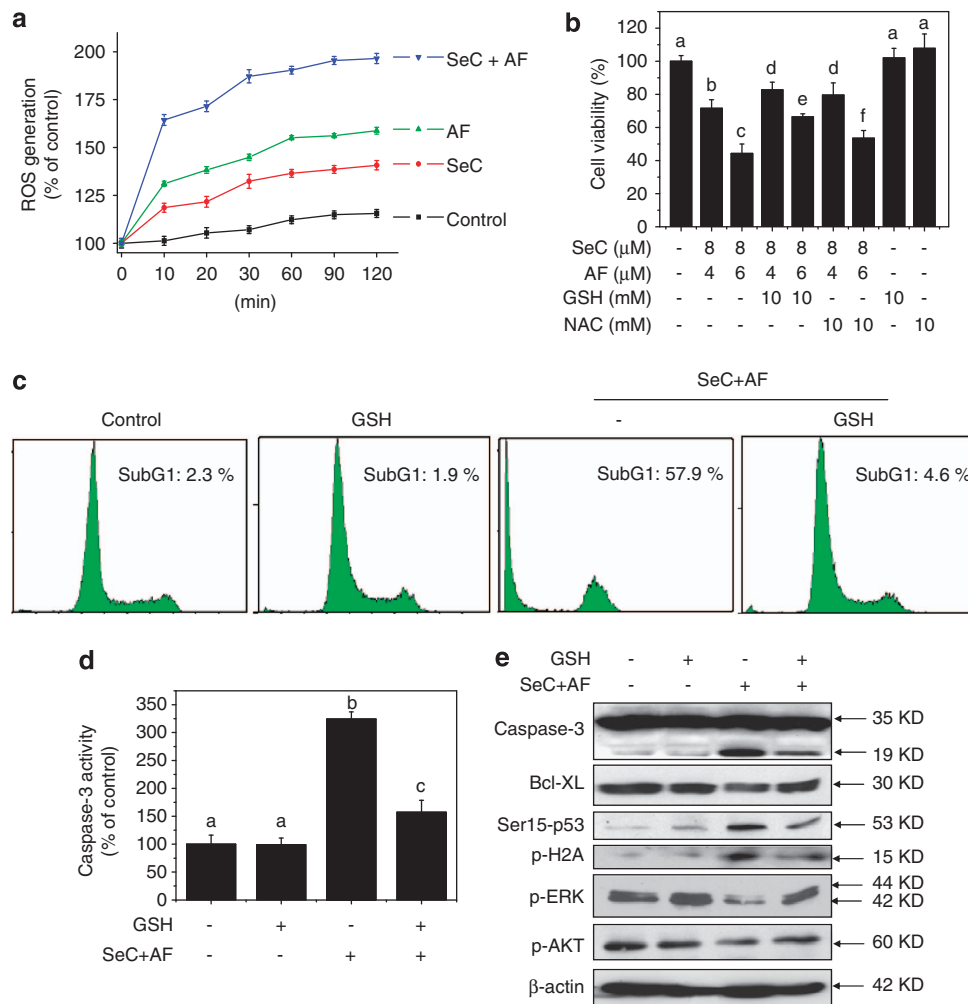 a
ROS generation
(% of control)
200
175
150
125
100
0 10 20 30 60 90 120
(min)
SeC + AF
AF
SeC
Control
b
Cell viability (%)
120
100
80
60
40
20
0
a b c d e d f a a
SeC (μM) - 8 8 8 8 8 8 - -
AF (μM) - 4 6 4 6 4 6 - -
GSH (mM) - - - 10 10 - - 10 -
NAC (mM) - - - - - 10 10 - 10
c
SeC+AF
Control GSH - GSH
SubG1: 2.3 % SubG1: 1.9 % SubG1: 57.9 % SubG1: 4.6 %
d
Caspase-3 activity
(% of control)
350
300
250
200
150
100
50
0
a a b c
GSH - + - +
SeC+AF - - + +
e
GSH - + - +
SeC+AF - - + +
Caspase-3 35 KD
19 KD
Bcl-XL 30 KD
Ser15-p53 53 KD
p-H2A 15 KD
p-ERK 44 KD
42 KD
p-AKT 60 KD
β-actin 42 KD